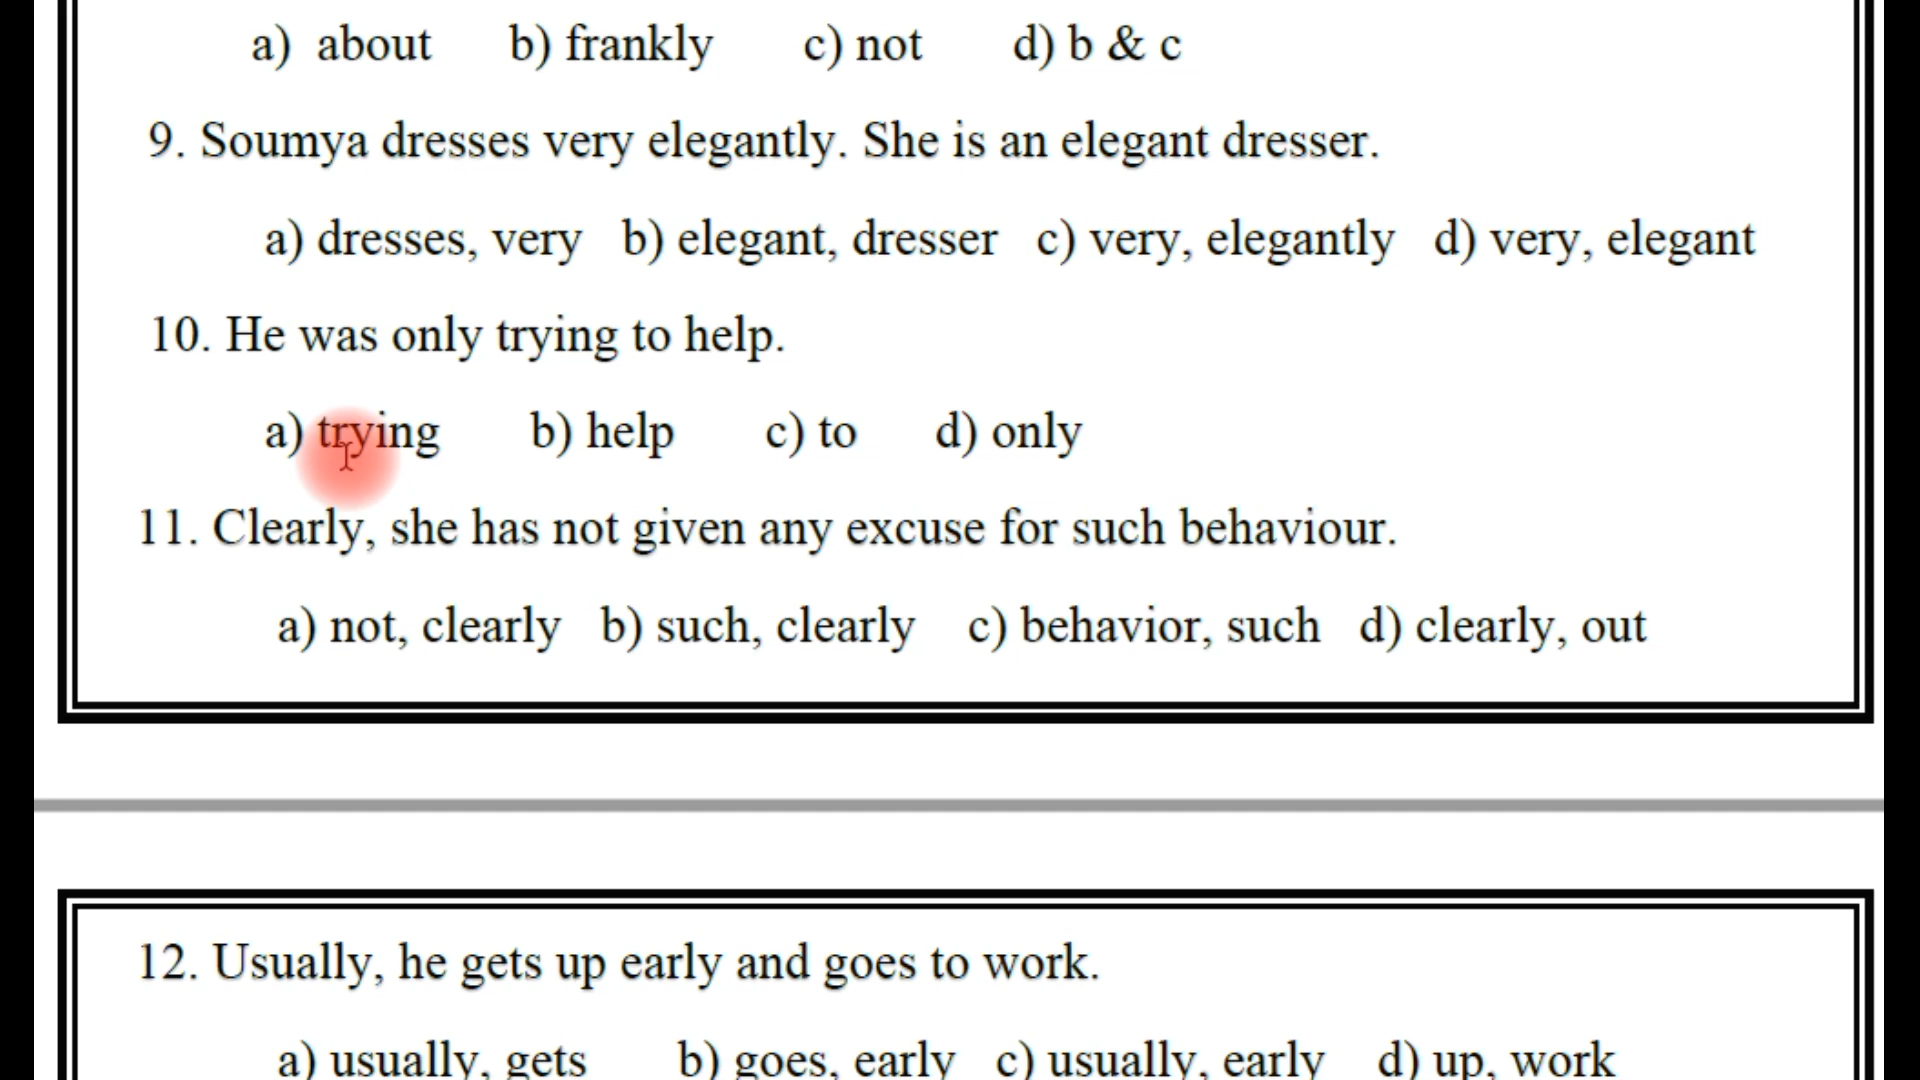 a) about b) frankly c) not d) b & c
9. Soumya dresses very elegantly. She is an elegant dresser.
a) dresses, very b) elegant, dresser c) very, elegantly d) very, elegant
10. He was only trying to help.
a) trying b) help c) to d) only
11. Clearly, she has not given any excuse for such behaviour.
a) not, clearly b) such, clearly c) behavior, such d) clearly, out
12. Usually, he gets up early and goes to work.
a) usually, gets b) goes, early c) usually, early d) up, work